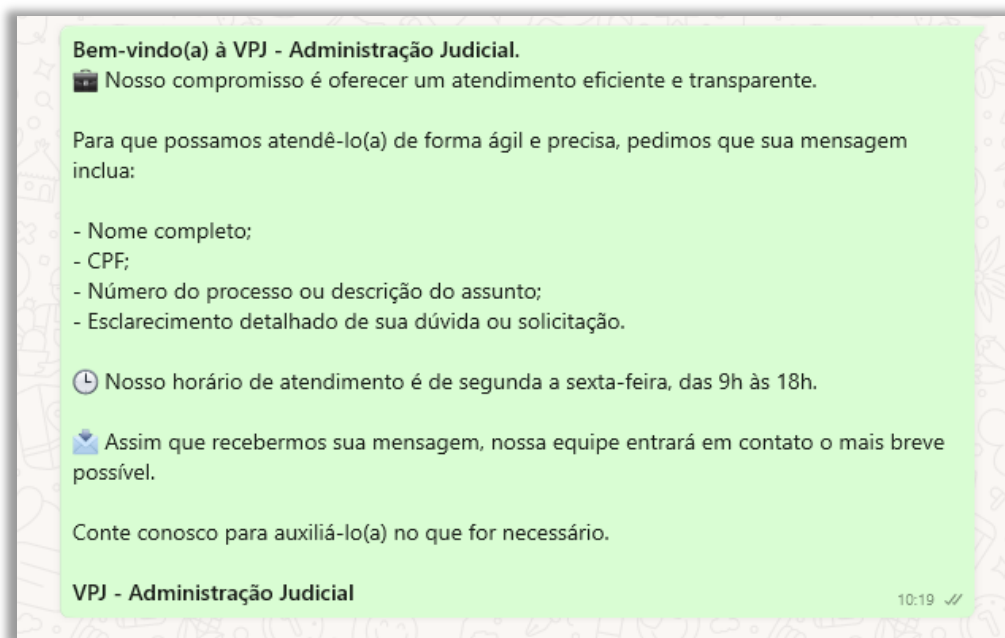 Bem-vindo(a) à VPJ - Administração Judicial.
💼 Nosso compromisso é oferecer um atendimento eficiente e transparente.
Para que possamos atendê-lo(a) de forma ágil e precisa, pedimos que sua mensagem
inclua:
- Nome completo;
- CPF;
- Número do processo ou descrição do assunto;
- Esclarecimento detalhado de sua dúvida ou solicitação.
🕒 Nosso horário de atendimento é de segunda a sexta-feira, das 9h às 18h.
📩 Assim que recebermos sua mensagem, nossa equipe entrará em contato o mais breve
possível.
Conte conosco para auxiliá-lo(a) no que for necessário.
VPJ - Administração Judicial
10:19